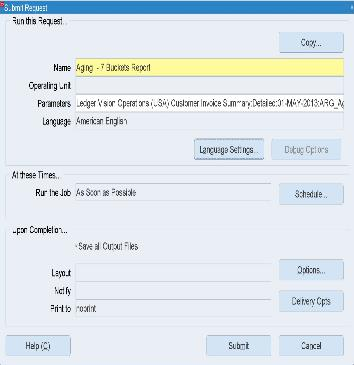 Submit Request
Run this Request...
Copy...
Name Aging - 7 Buckets Report
Operating Unit
Parameters Ledger Vision Operations (USA) Customer Invoice Summary:Detailed:01-MAY-2013:ARG_Ag
Language American English
Language Settings... Debug Options
At these Times...
Run the Job As Soon as Possible Schedule...
Upon Completion...
Save all Output Files
Layout Options...
Notify
Print to noprint Delivery Opts
Help (C) Submit Cancel